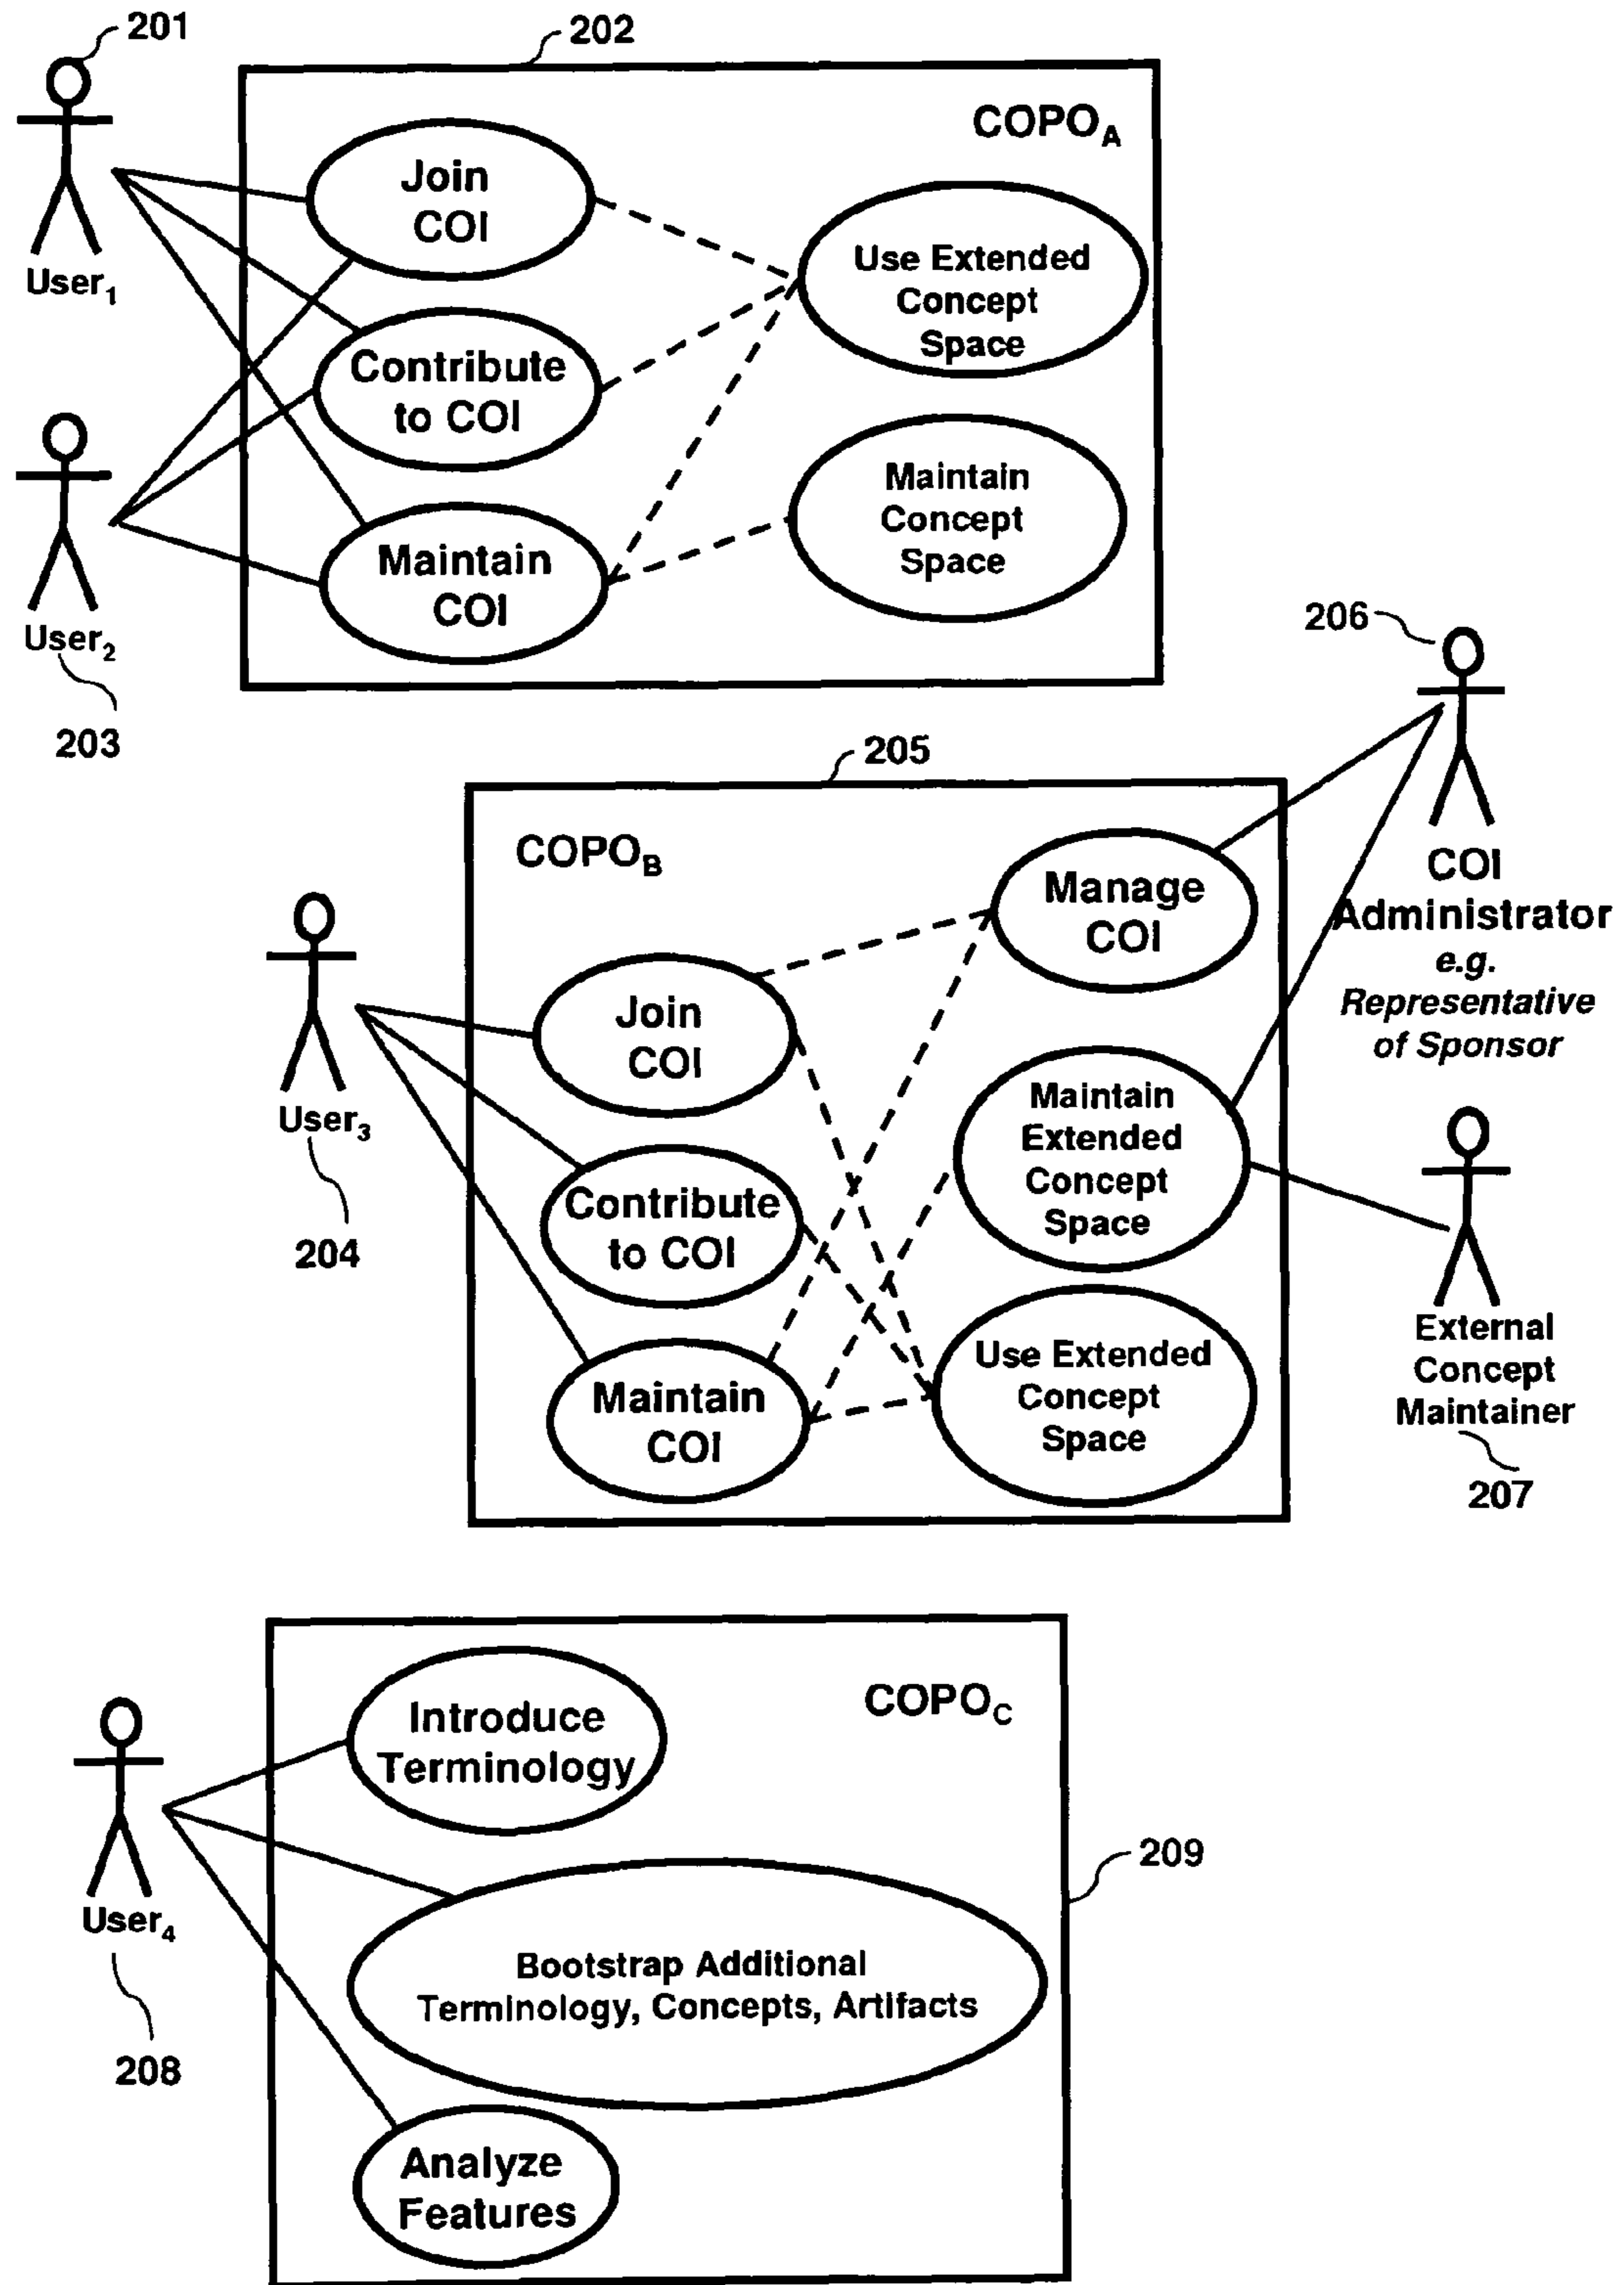 201
202
COPOA
Join
COI
Use Extended
Concept
Space
User1
Contribute
to COI
Maintain
Concept
Space
Maintain
COI
User2
203
206
205
COPOB
Manage
COI
COI
Administrator
e.g.
Representative
of Sponsor
Join
COI
User3
204
Maintain
Extended
Concept
Space
Contribute
to COI
Use Extended
Concept
Space
Maintain
COI
External
Concept
Maintainer
207
COPOC
Introduce
Terminology
209
User4
208
Bootstrap Additional
Terminology, Concepts, Artifacts
Analyze
Features